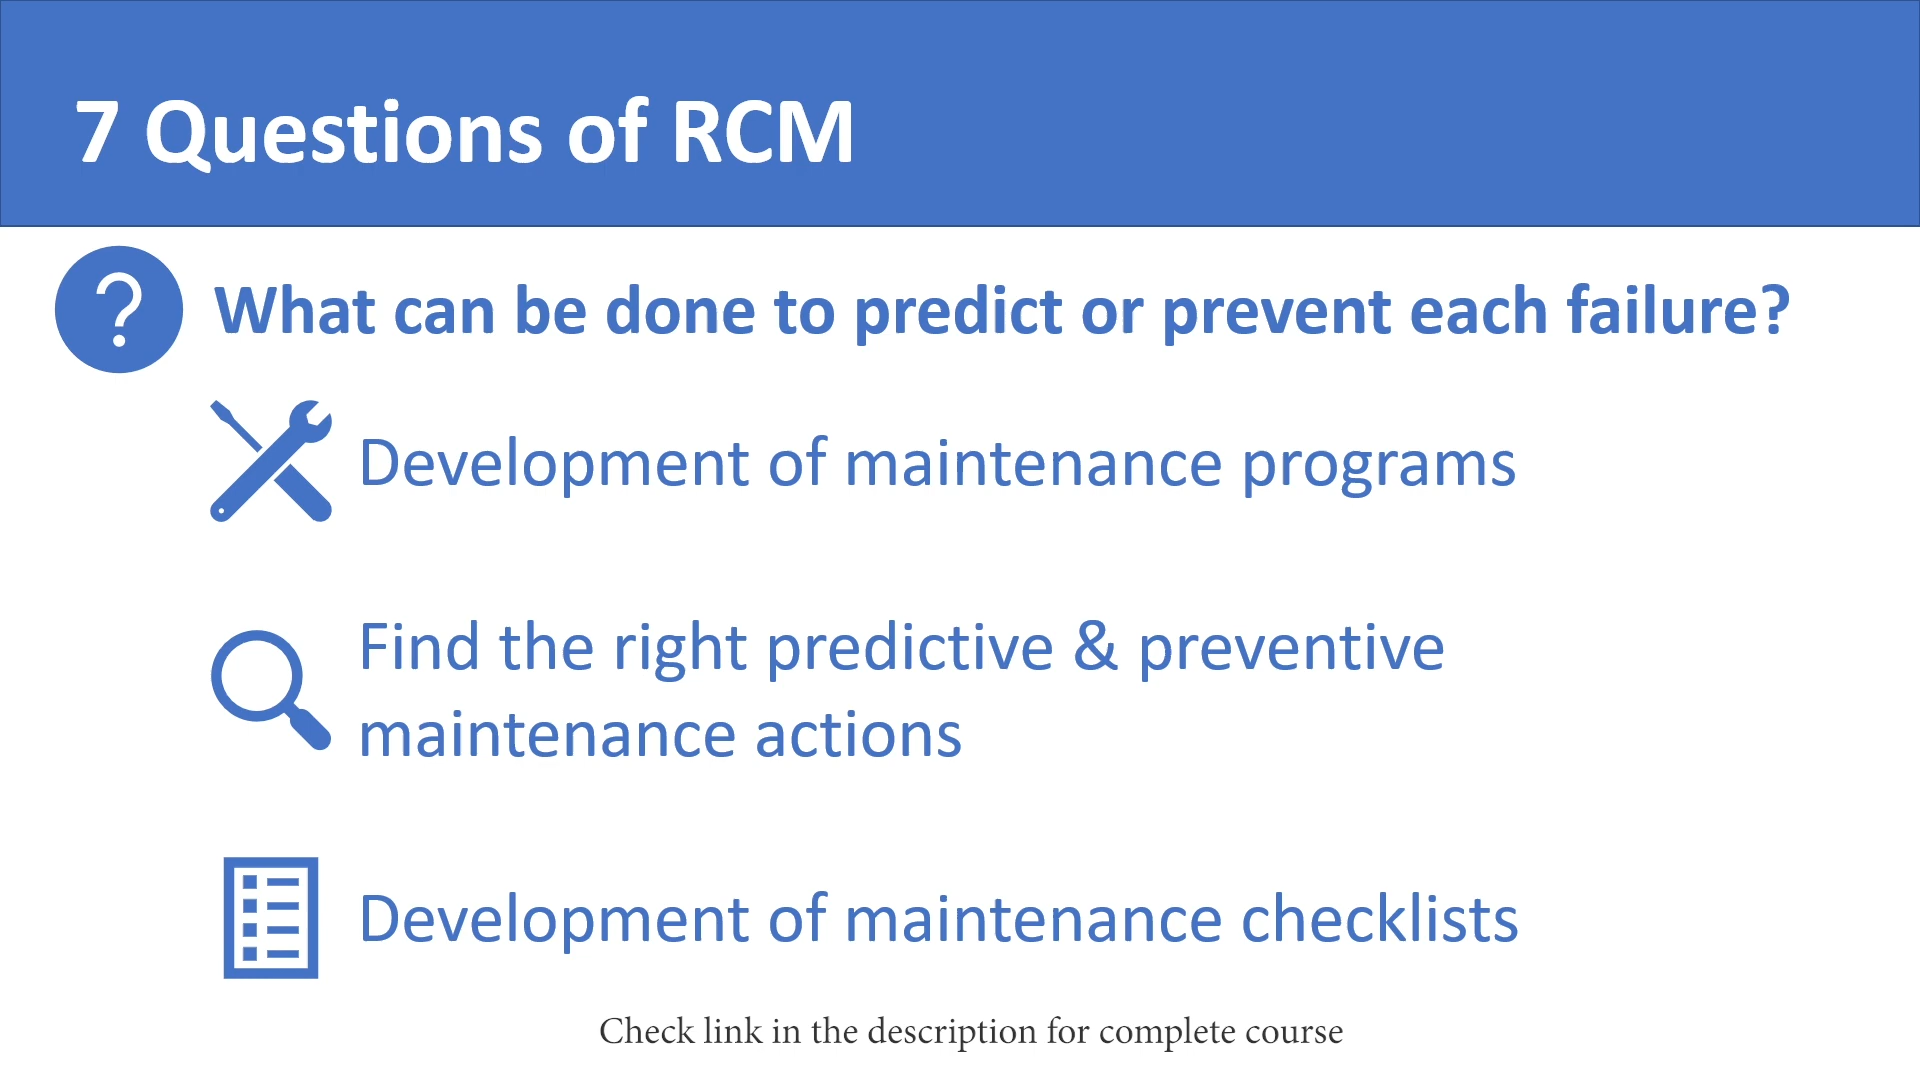 7 Questions of RCM
What can be done to predict or prevent each failure?
Development of maintenance programs
Find the right predictive & preventive
maintenance actions
Development of maintenance checklists
Check link in the description for complete course